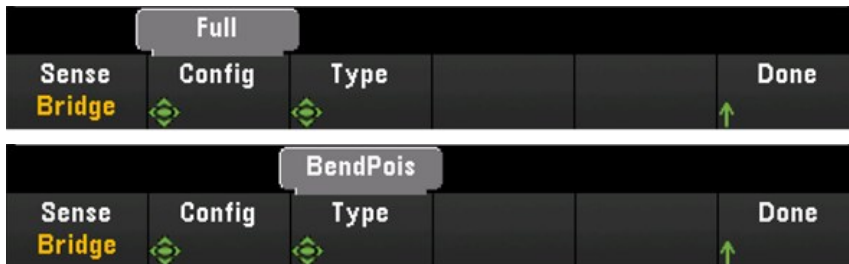 Full
Sense Config Type Done
Bridge
BendPois
Sense Config Type Done
Bridge